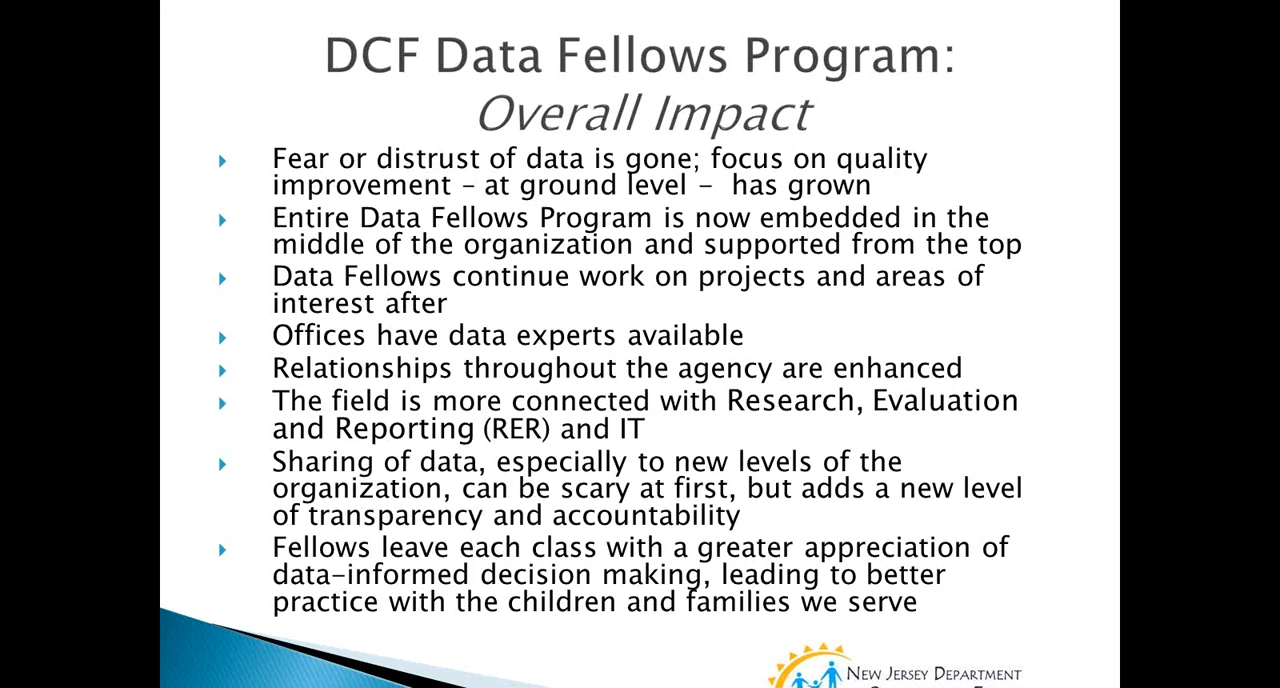 DCF Data Fellows Program:
Overall Impact
Fear or distrust of data is gone; focus on quality
improvement – at ground level – has grown
Entire Data Fellows Program is now embedded in the
middle of the organization and supported from the top
Data Fellows continue work on projects and areas of
interest after
Offices have data experts available
Relationships throughout the agency are enhanced
The field is more connected with Research, Evaluation
and Reporting (RER) and IT
Sharing of data, especially to new levels of the
organization, can be scary at first, but adds a new level
of transparency and accountability
Fellows leave each class with a greater appreciation of
data-informed decision making, leading to better
practice with the children and families we serve
NEW JERSEY DEPARTMENT